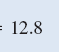 = 12.8